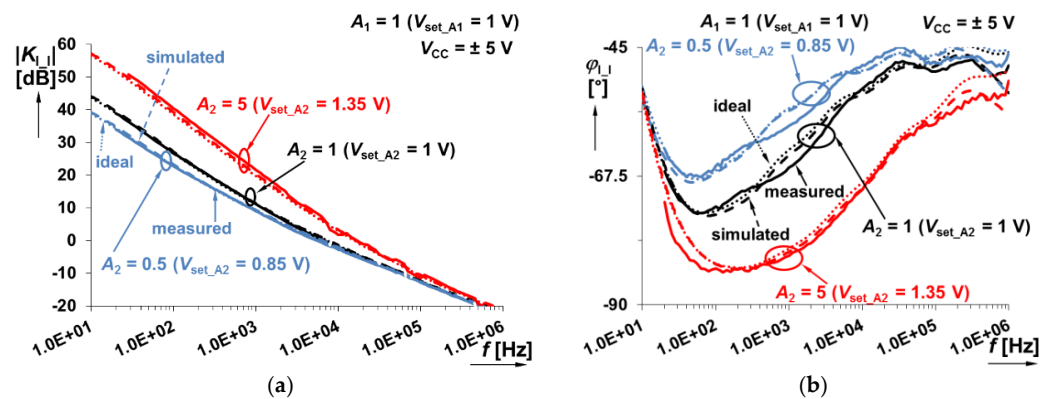 A1 = 1 (Vset_A1 = 1 V)
VCC = ± 5 V
|KI_I|
[dB]
60
50
40
30
20
10
0
-10
-20
simulated
A2 = 5 (Vset_A2 = 1.35 V)
ideal
A2 = 1 (Vset_A2 = 1V)
measured
A2 = 0.5 (Vset_A2 = 0.85 V)
1.0E+01
1.0E+02
1.0E+03
1.0E+04
1.0E+05
1.0E+06
f [Hz]
(a)
A1 = 1 (Vset_A1 = 1V)
VCC = ± 5 V
A2 = 0.5 (Vset_A2 = 0.85 V)
φI_I
[°]
-45
-67.5
-90
ideal
measured
simulated
A2 = 1 (Vset_A2 = 1V)
A2 = 5 (Vset_A2 = 1.35 V)
1.0E+01
1.0E+02
1.0E+03
1.0E+04
1.0E+05
1.0E+06
f [Hz]
(b)